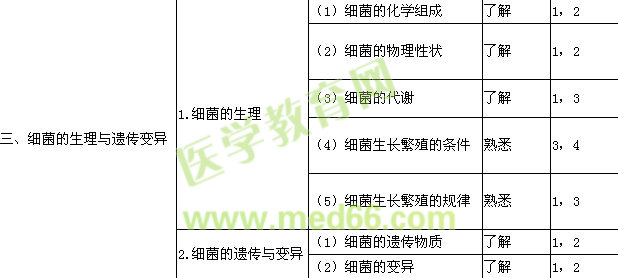 （1）细菌的化学组成 了解 1，2
（2）细菌的物理性状 了解 1，2
（3）细菌的代谢 了解 1，3
三、细菌的生理与遗传变异 1.细菌的生理
（4）细菌生长繁殖的条件 熟悉 3，4
（5）细菌生长繁殖的规律 熟悉 1，3
2.细菌的遗传与变异 （1）细菌的遗传物质 了解 1，2
（2）细菌的变异 了解 1，2
医学教育网
www.med66.com